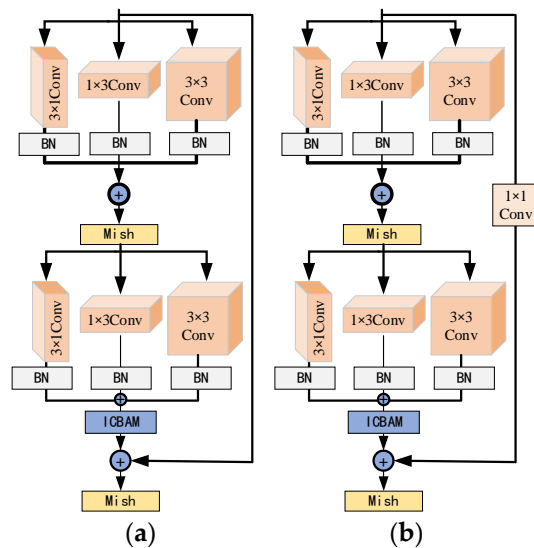 3×1Conv
1×3Conv
3×3
Conv
BN
BN
BN
+
Mish
3×1Conv
1×3Conv
3×3
Conv
BN
BN
BN
+
ICBAM
+
Mish
(a)
3×1Conv
1×3Conv
3×3
Conv
BN
BN
BN
+
Mish
1×1
Conv
3×1Conv
1×3Conv
3×3
Conv
BN
BN
BN
+
ICBAM
+
Mish
(b)